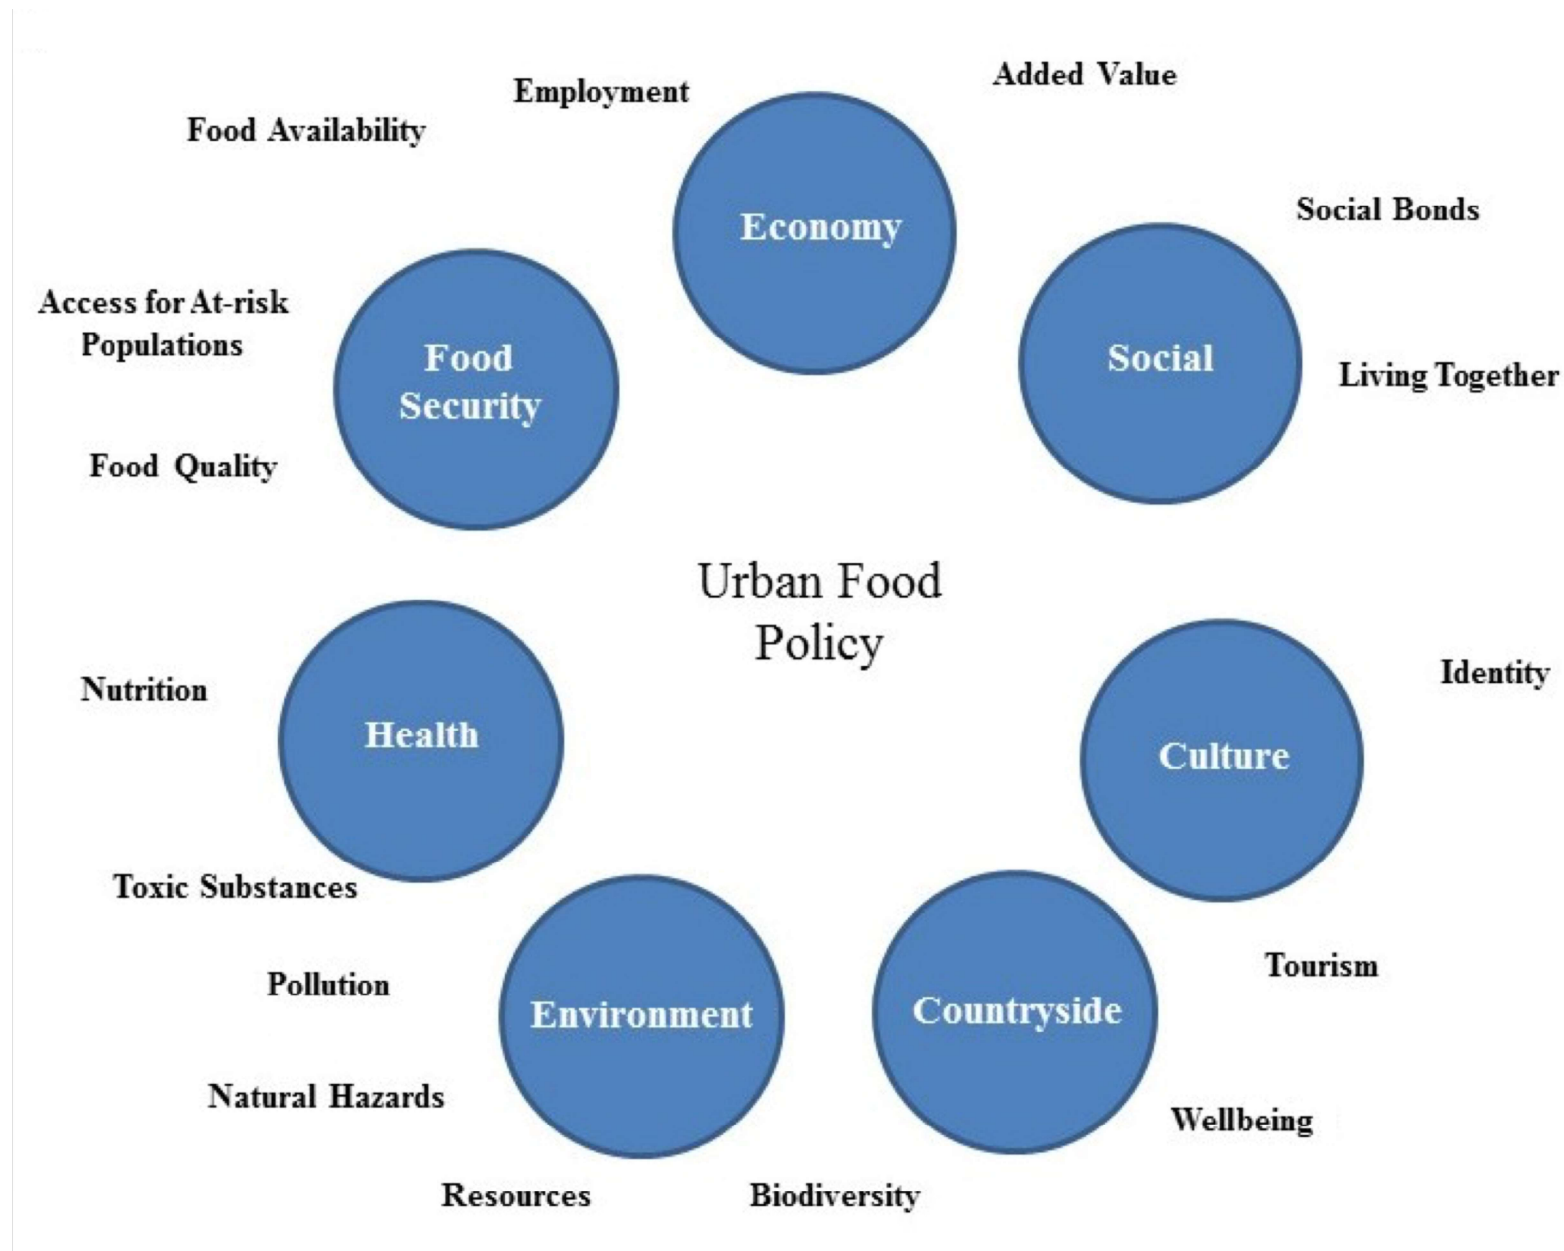 Added Value
Employment
Food Availability
Economy
Social Bonds
Access for At-risk
Populations
Food
Security
Social
Living Together
Food Quality
Urban Food
Policy
Nutrition
Health
Identity
Culture
Toxic Substances
Pollution
Environment
Countryside
Tourism
Natural Hazards
Wellbeing
Resources
Biodiversity